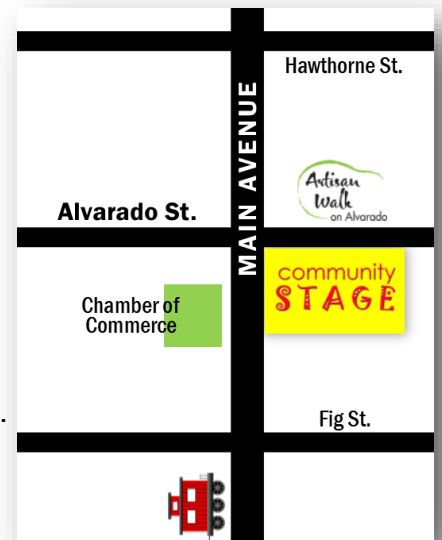 Hawthorne St.
MAIN AVENUE
Artisan
Walk
on Alvarado
Alvarado St.
community
STAGE
Chamber of
Commerce
.
Fig St.